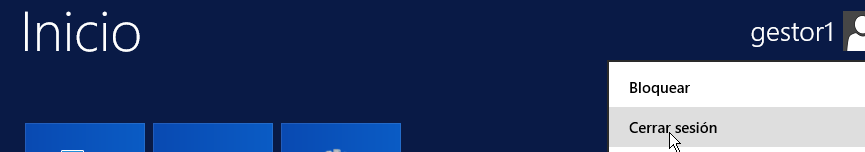 Inicio
gestor1
Bloquear
Cerrar sesión